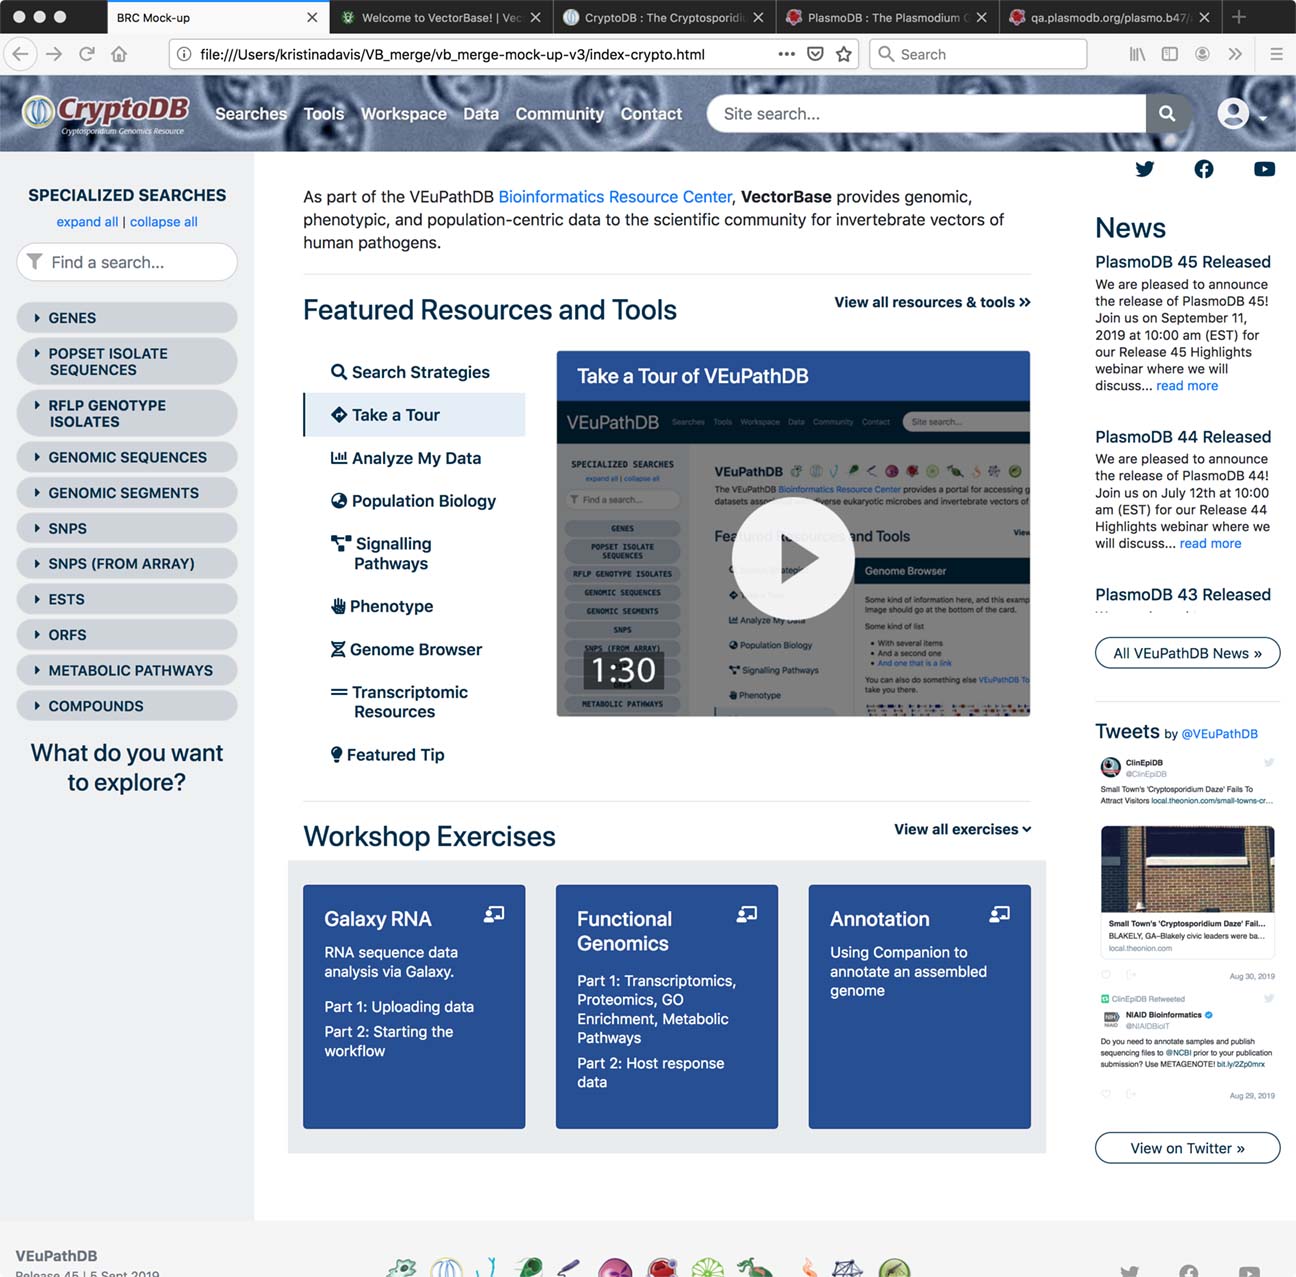 BRC Mock-up
Welcome to VectorBase! | Vec
CryptoDB : The Cryptosporidi
PlasmoDB : The Plasmodium G
qa.plasmodb.org/plasmo.b47/
file:///Users/kristinadavis/VB_merge/vb_merge-mock-up-v3/index-crypto.html
Search
CryptoDB
Cryptosporidium Genomics Resource
Searches Tools Workspace Data Community Contact
Site search...
SPECIALIZED SEARCHES
expand all | collapse all
Find a search...
GENES
POPSET ISOLATE
SEQUENCES
RFLP GENOTYPE
ISOLATES
GENOMIC SEQUENCES
GENOMIC SEGMENTS
SNPS
SNPS (FROM ARRAY)
ESTS
ORFS
METABOLIC PATHWAYS
COMPOUNDS
What do you want
to explore?
As part of the VEuPathDB Bioinformatics Resource Center, VectorBase provides genomic,
phenotypic, and population-centric data to the scientific community for invertebrate vectors of
human pathogens.
Featured Resources and Tools
View all resources & tools »
Search Strategies
Take a Tour
Analyze My Data
Population Biology
Signalling
Pathways
Phenotype
Genome Browser
Transcriptomic
Resources
Featured Tip
Take a Tour of VEuPathDB
VEuPathDB Searches Tools Workspace Data Community Contact Site search...
SPECIALIZED SEARCHES
expand all | collapse all
Find a search...
GENES
POPSET ISOLATE
SEQUENCES
RFLP GENOTYPE ISOLATES
GENOMIC SEQUENCES
GENOMIC SEGMENTS
SNPS
SNPS (FROM ARRAY)
ORFS
METABOLIC PATHWAYS
1:30
VEuPathDB
The VEuPathDB Bioinformatics Resource Center provides a portal for accessing g
datasets diverse eukaryotic microbes and invertebrate vectors of
Resources and Tools
View
Analyze My Data
Population Biology
Signalling Pathways
Phenotype
Genome Browser
Some kind of information here, and this examp
Image should go at the bottom of the card.
Some kind of list
• With several items
• And a second one
• And one that is a link
You can also do something else VEuPathDB To
take you there.
Workshop Exercises
View all exercises
Galaxy RNA
RNA sequence data
analysis via Galaxy.
Part 1: Uploading data
Part 2: Starting the
workflow
Functional
Genomics
Part 1: Transcriptomics,
Proteomics, GO
Enrichment, Metabolic
Pathways
Part 2: Host response
data
Annotation
Using Companion to
annotate an assembled
genome
News
PlasmoDB 45 Released
We are pleased to announce
the release of PlasmoDB 45!
Join us on September 11,
2019 at 10:00 am (EST) for
our Release 45 Highlights
webinar where we will
discuss... read more
PlasmoDB 44 Released
We are pleased to announce
the release of PlasmoDB 44!
Join us on July 12th at 10:00
am (EST) for our Release 44
Highlights webinar where we
will discuss... read more
PlasmoDB 43 Released
All VEuPathDB News »
Tweets by @VEuPathDB
ClinEpiDB
@ClinEpiDB
Small Town's 'Cryptosporidium Daze' Fails To
Attract Visitors local.theonion.com/small-towns-cr...
Small Town's 'Cryptosporidium Daze' Fail...
BLAKELY, GA–Blakely civic leaders were ba...
local.theonion.com
Aug 30, 2019
ClinEpiDB Retweeted
NIH
NIAID
NIAID Bioinformatics
@NIAIDBioIT
Do you need to annotate samples and publish
sequencing files to @NCBI prior to your publication
submission? Use METAGENOTE! bit.ly/2Zp0mrx
Aug 29, 2019
View on Twitter »
VEuPathDB
Release 45 | 5 Sept 2019